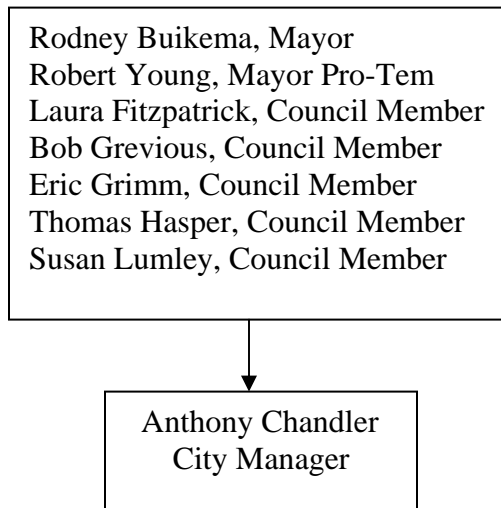 Rodney Buikema, Mayor
Robert Young, Mayor Pro-Tem
Laura Fitzpatrick, Council Member
Bob Grevious, Council Member
Eric Grimm, Council Member
Thomas Hasper, Council Member
Susan Lumley, Council Member
Anthony Chandler
City Manager